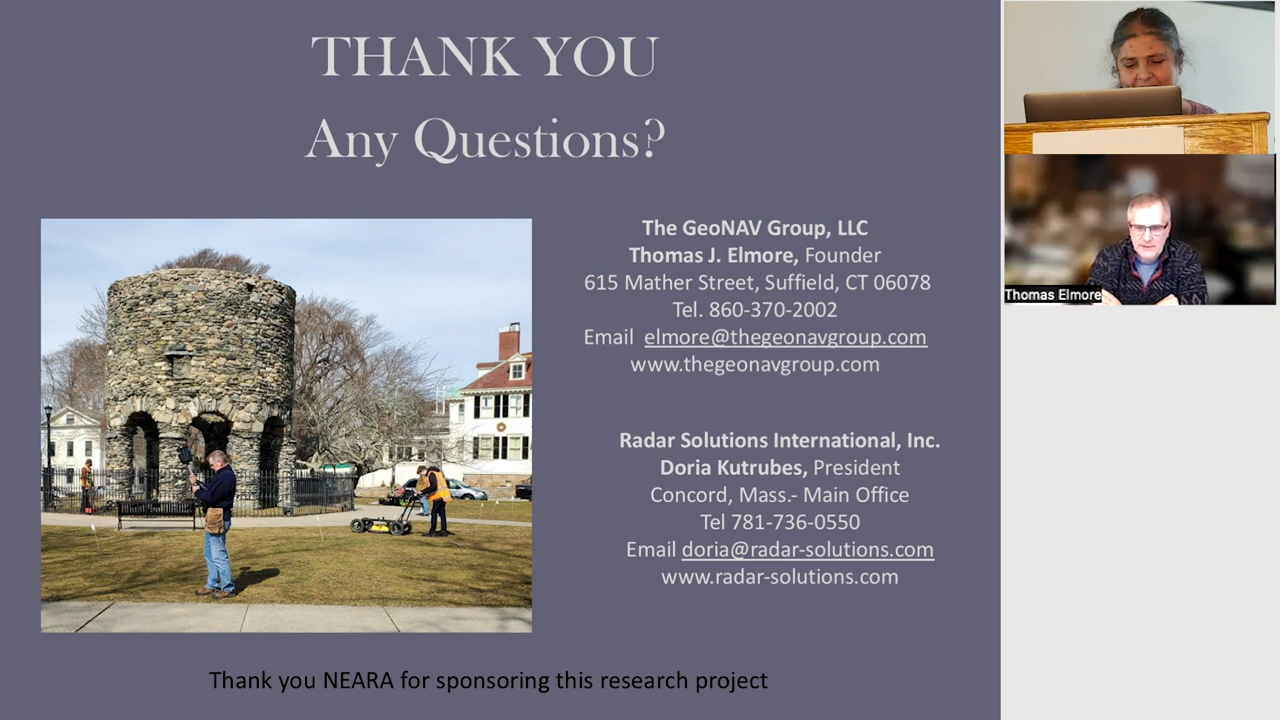 THANK YOU
Any Questions?
The GeoNAV Group, LLC
Thomas J. Elmore, Founder
615 Mather Street, Suffield, CT 06078
Tel. 860-370-2002
Email elmore@thegeonavgroup.com
www.thegeonavgroup.com
Radar Solutions International, Inc.
Doria Kutrubes, President
Concord, Mass.- Main Office
Tel 781-736-0550
Email doria@radar-solutions.com
www.radar-solutions.com
Thank you NEARA for sponsoring this research project
Thomas Elmore